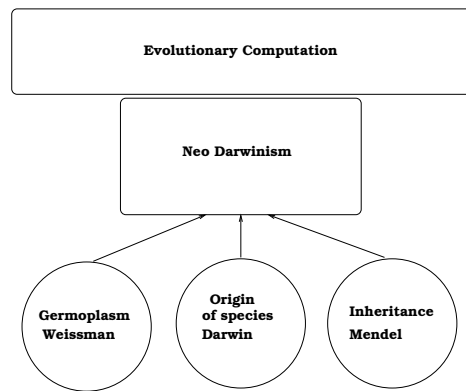 Evolutionary Computation
Neo Darwinism
Germoplasm
Weissman
Origin
of species
Darwin
Inheritance
Mendel